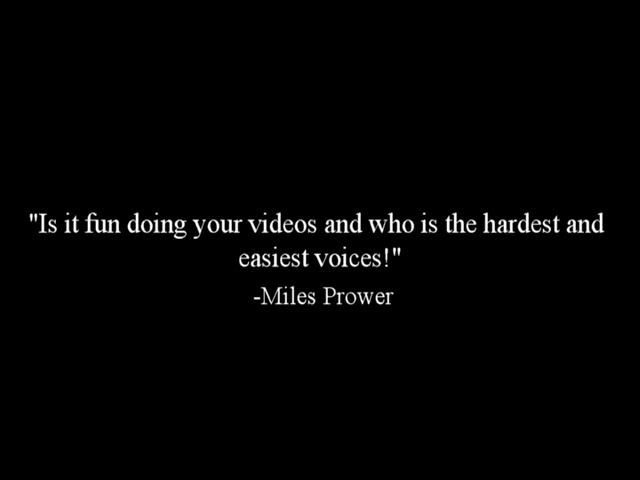 "Is it fun doing your videos and who is the hardest and
easiest voices!"
-Miles Prower